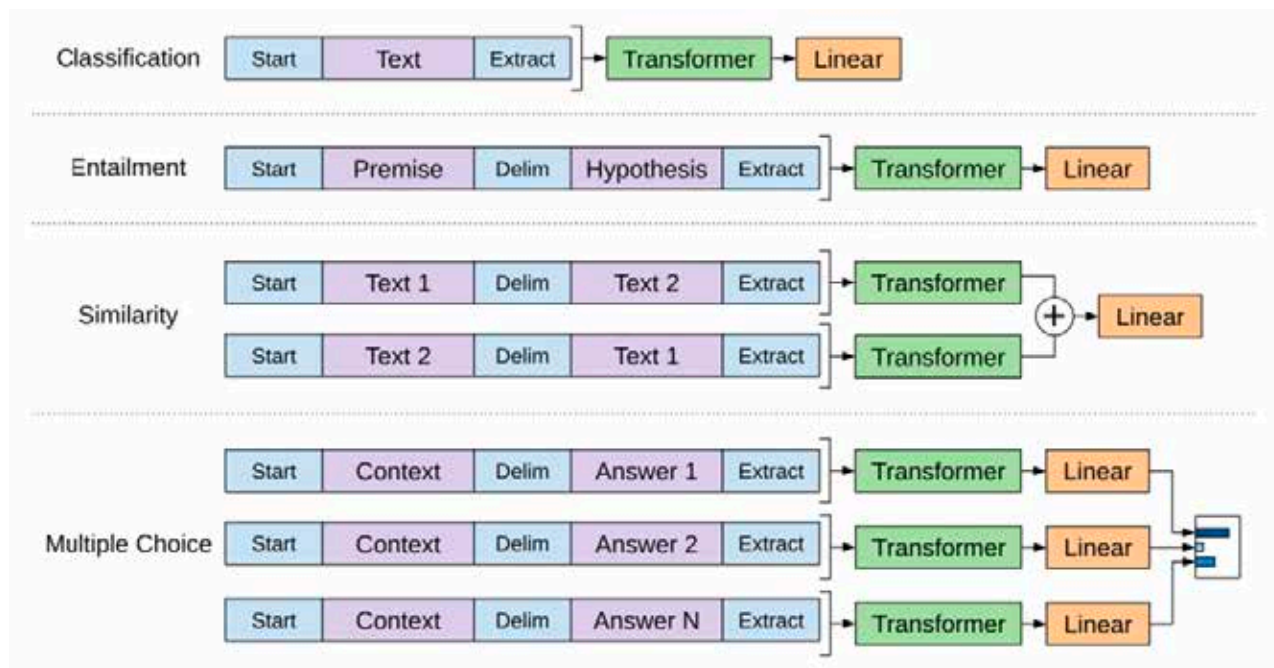 Classification Start Text Extract Transformer Linear
Entailment Start Premise Delim Hypothesis Extract Transformer Linear
Start Text 1 Delim Text 2 Extract Transformer
Similarity + Linear
Start Text 2 Delim Text 1 Extract Transformer
Start Context Delim Answer 1 Extract Transformer Linear
Multiple Choice Start Context Delim Answer 2 Extract Transformer Linear
Start Context Delim Answer N Extract Transformer Linear